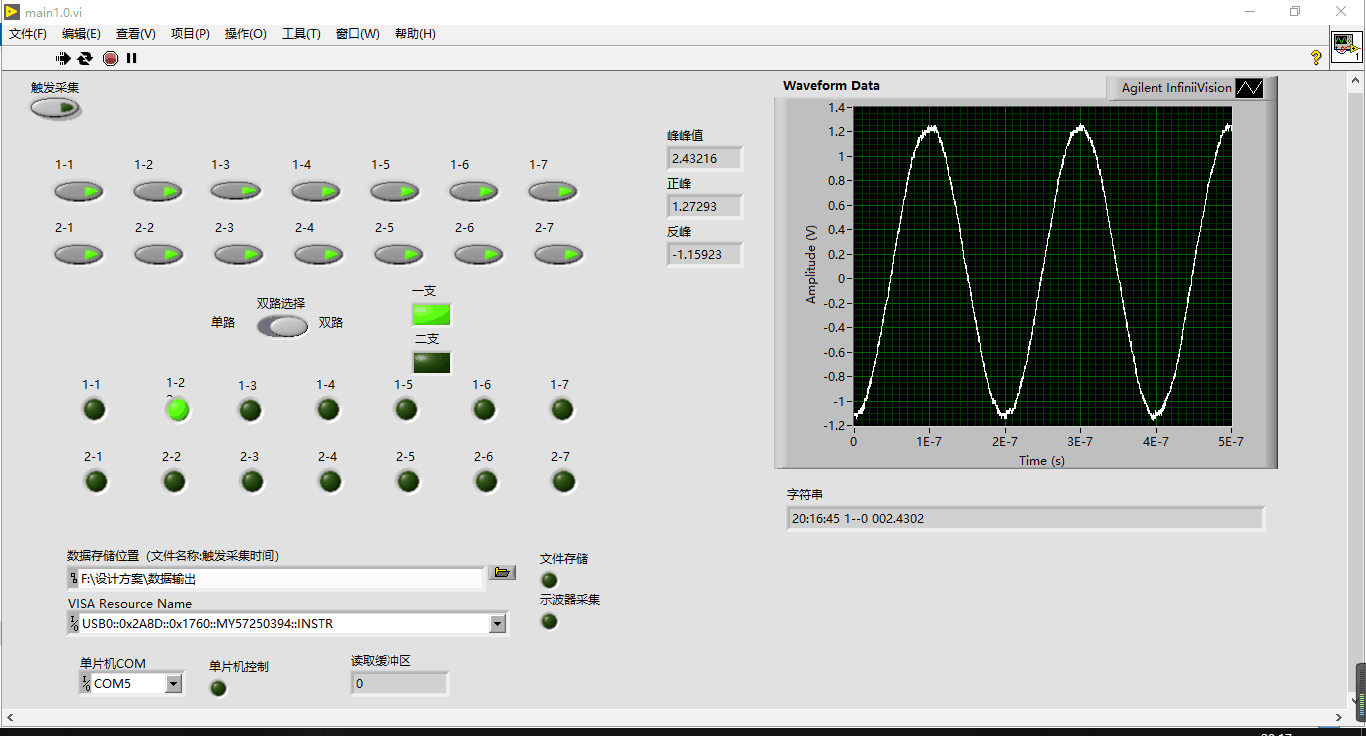 main1.0.vi
文件(F) 编辑(E) 查看(V) 项目(P) 操作(O) 工具(T) 窗口(W) 帮助(H)
?
1
触发采集
1-1 1-2 1-3 1-4 1-5 1-6 1-7
2-1 2-2 2-3 2-4 2-5 2-6 2-7
双路选择
单路 双路
一支
二支
1-1 1-2 1-3 1-4 1-5 1-6 1-7
2-1 2-2 2-3 2-4 2-5 2-6 2-7
峰峰值
2.43216
正峰
1.27293
反峰
-1.15923
Waveform Data
Agilent InfiniiVision
1.4
1.2
1
0.8
0.6
0.4
0.2
0
-0.2
-0.4
-0.6
-0.8
-1
-1.2
Amplitude (V)
0 1E-7 2E-7 3E-7 4E-7 5E-7
Time (s)
字符串
20:16:45 1--0 002.4302
数据存储位置（文件名称:触发采集时间）
F:\设计方案\数据输出
VISA Resource Name
USB0::0x2A8D::0x1760::MY57250394::INSTR
文件存储
示波器采集
单片机COM
COM5
单片机控制
读取缓冲区
0